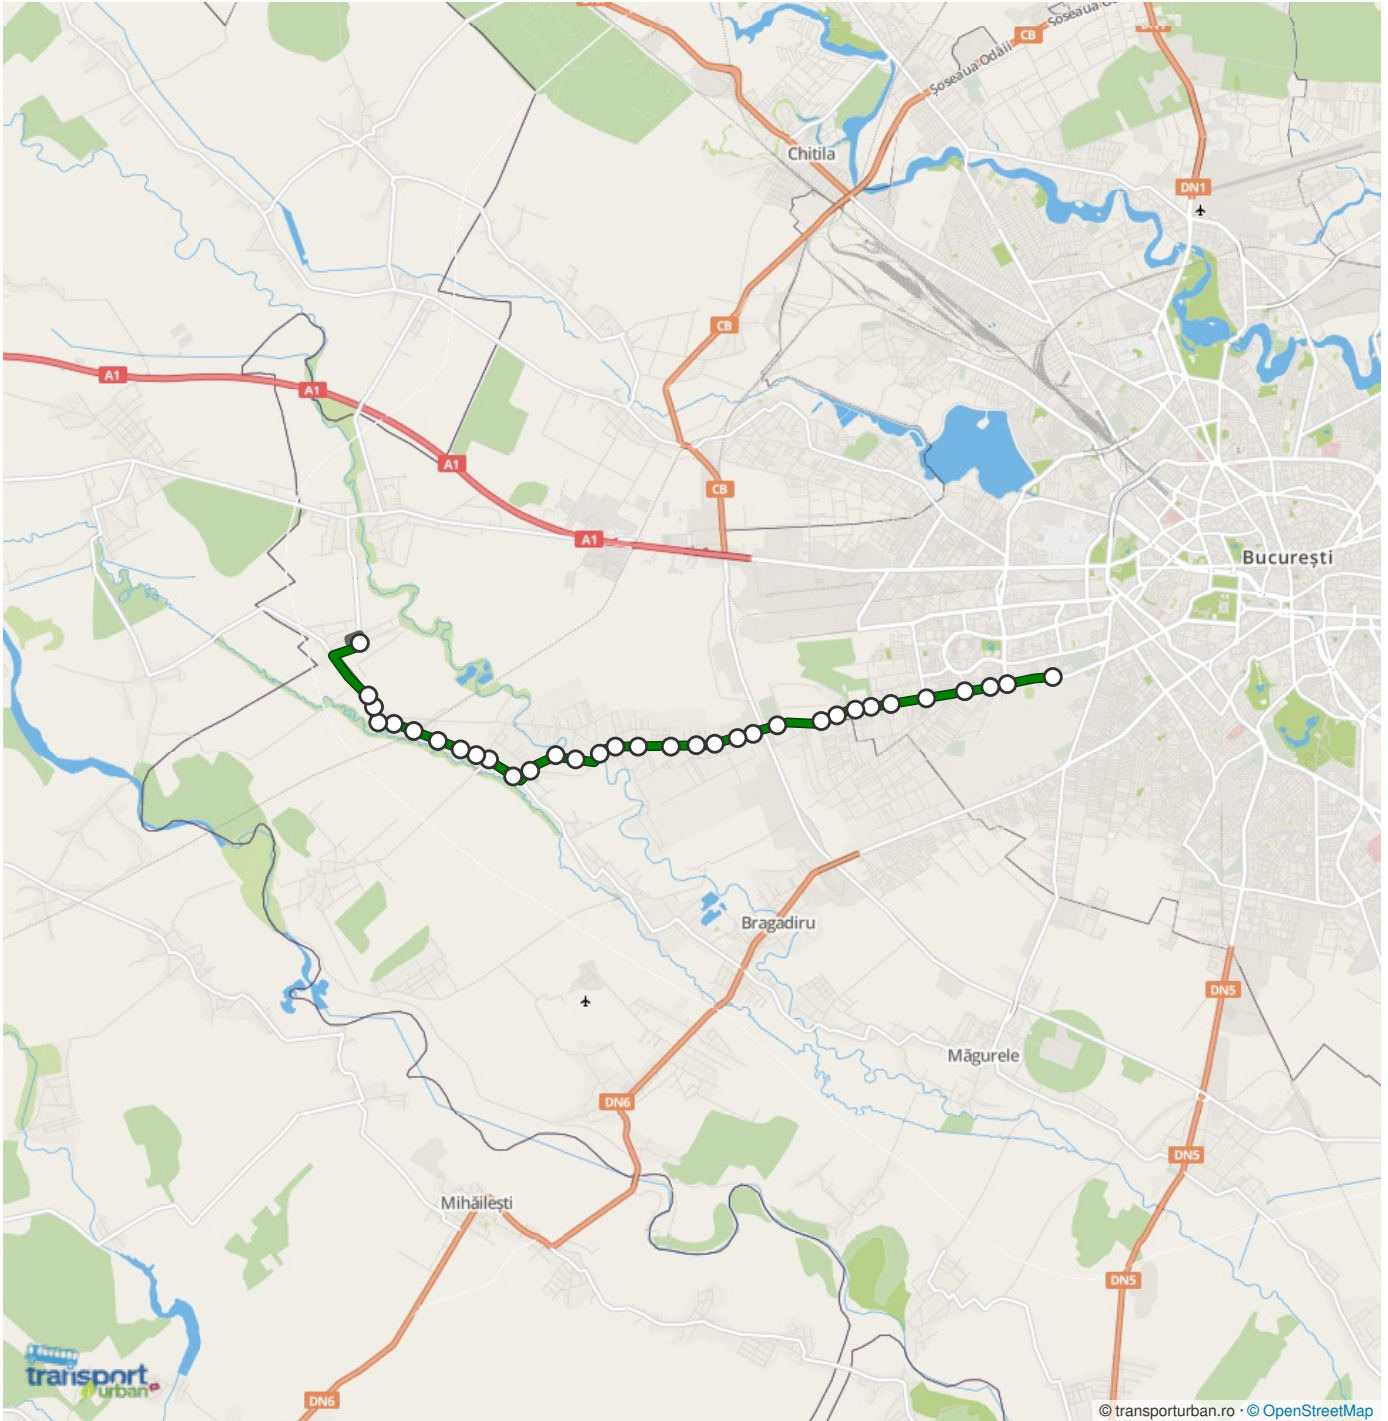 Șoseaua Odăii
CB
Șoseaua
DN1
Chitila
DN1
CB
A1
A1
A1
CB
A1
București
Bragadiru
DN5
Măgurele
DN6
DN5
Mihăilești
DN5
DN6
transport
urban
© transporturban.ro · © OpenStreetMap